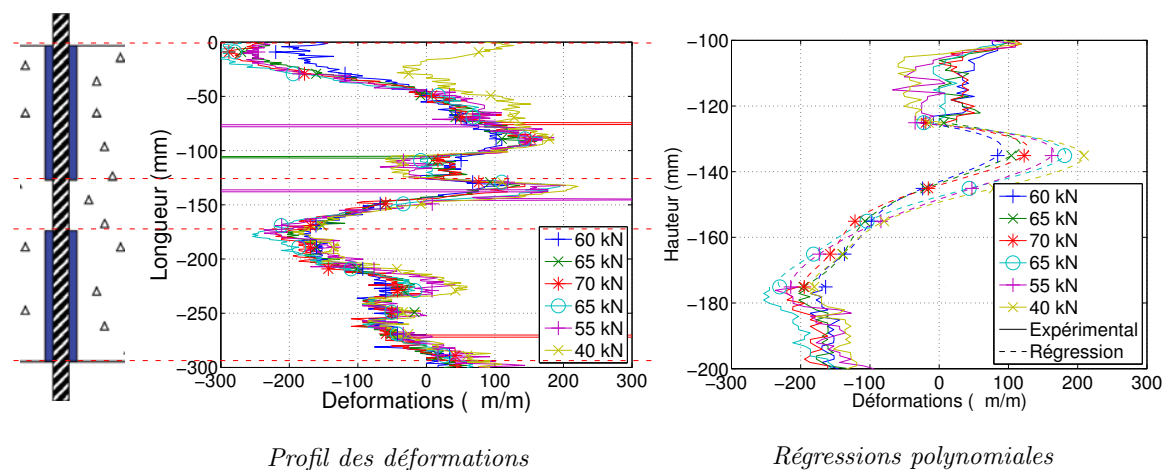 0
−50
−100
−150
−200
−250
−300
Longueur (mm)
−300 −200 −100 0 100 200 300
Deformations ( m/m)
60 kN
65 kN
70 kN
65 kN
55 kN
40 kN
Profil des déformations
−100
−120
−140
−160
−180
−200
Hauteur (mm)
−300 −200 −100 0 100 200 300
Déformations ( m/m)
60 kN
65 kN
70 kN
65 kN
55 kN
40 kN
Expérimental
Régression
Régressions polynomiales